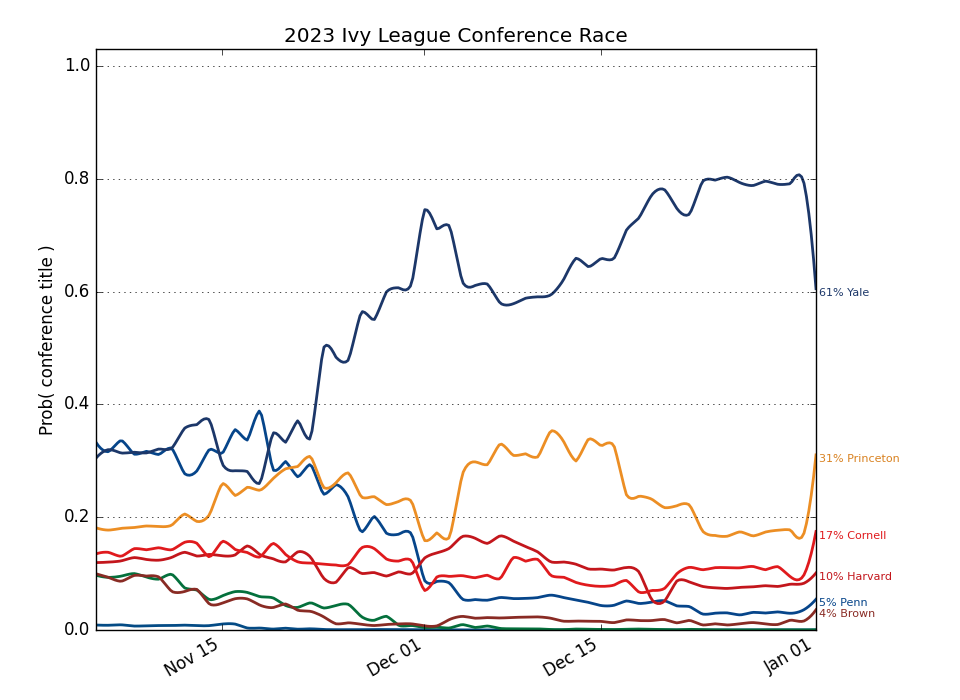 2023 Ivy League Conference Race
Prob( conference title )
1.0
0.8
0.6
0.4
0.2
0.0
Nov 15
Dec 01
Dec 15
Jan 01
61% Yale
31% Princeton
17% Cornell
10% Harvard
5% Penn
4% Brown